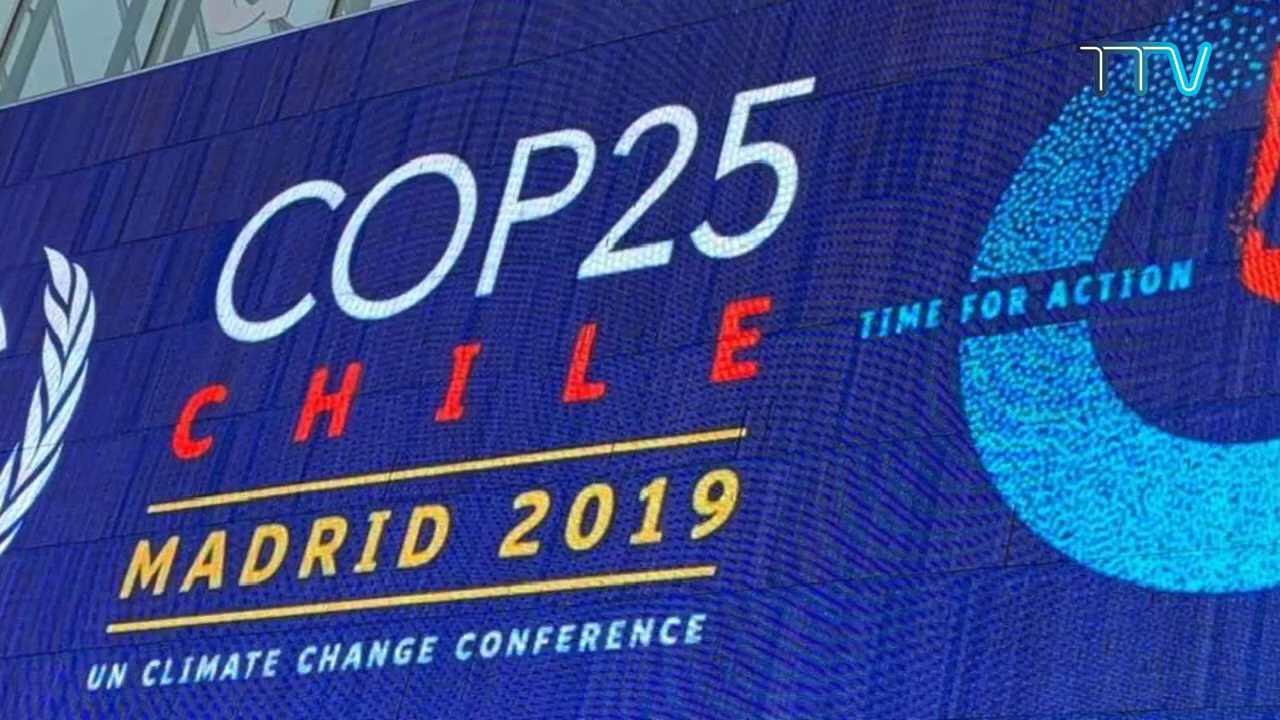 TTV
COP25
CHILE
TIME FOR ACTION
MADRID 2019
UN CLIMATE CHANGE CONFERENCE